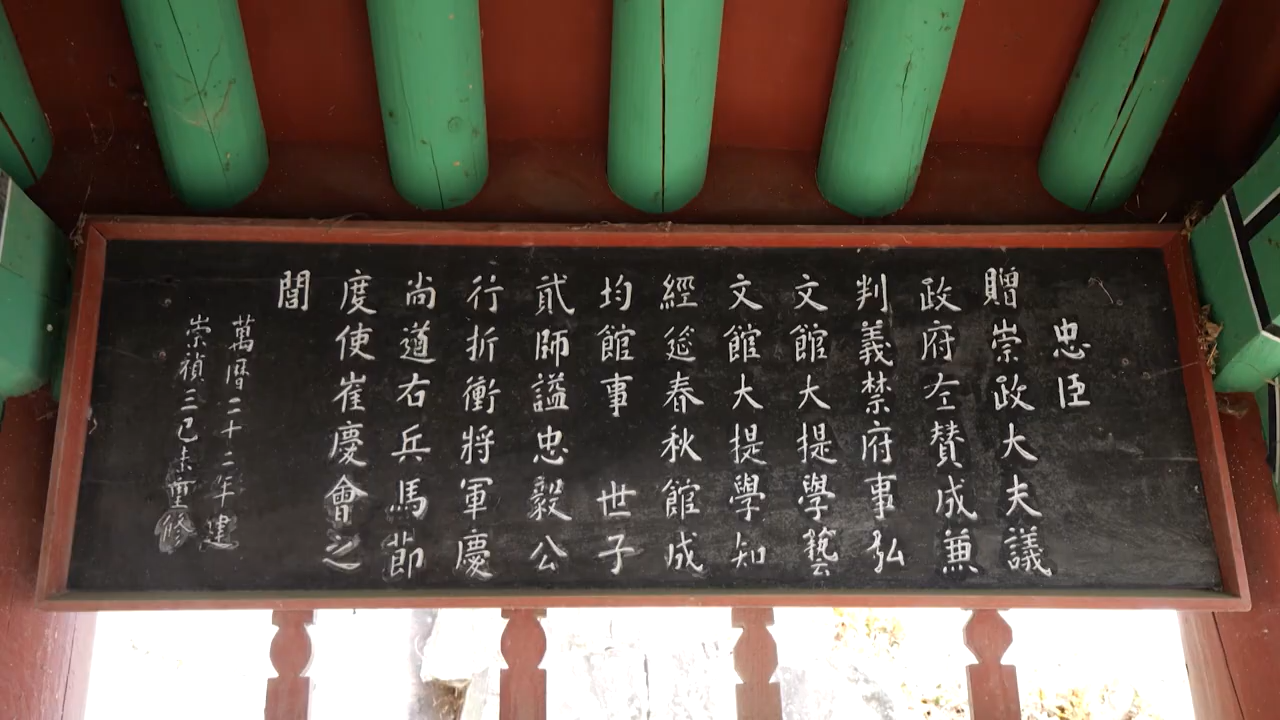 忠臣
贈崇政大夫議
政府左贊成兼
判義禁府事弘
文館大提學藝
文館大提學知
經筵春秋館成
均館事 世子
貳師謚忠毅公
行折衝將軍慶
尚道右兵馬節
度使崔慶會之
閭
萬曆二十二年建
崇禎三己未重修